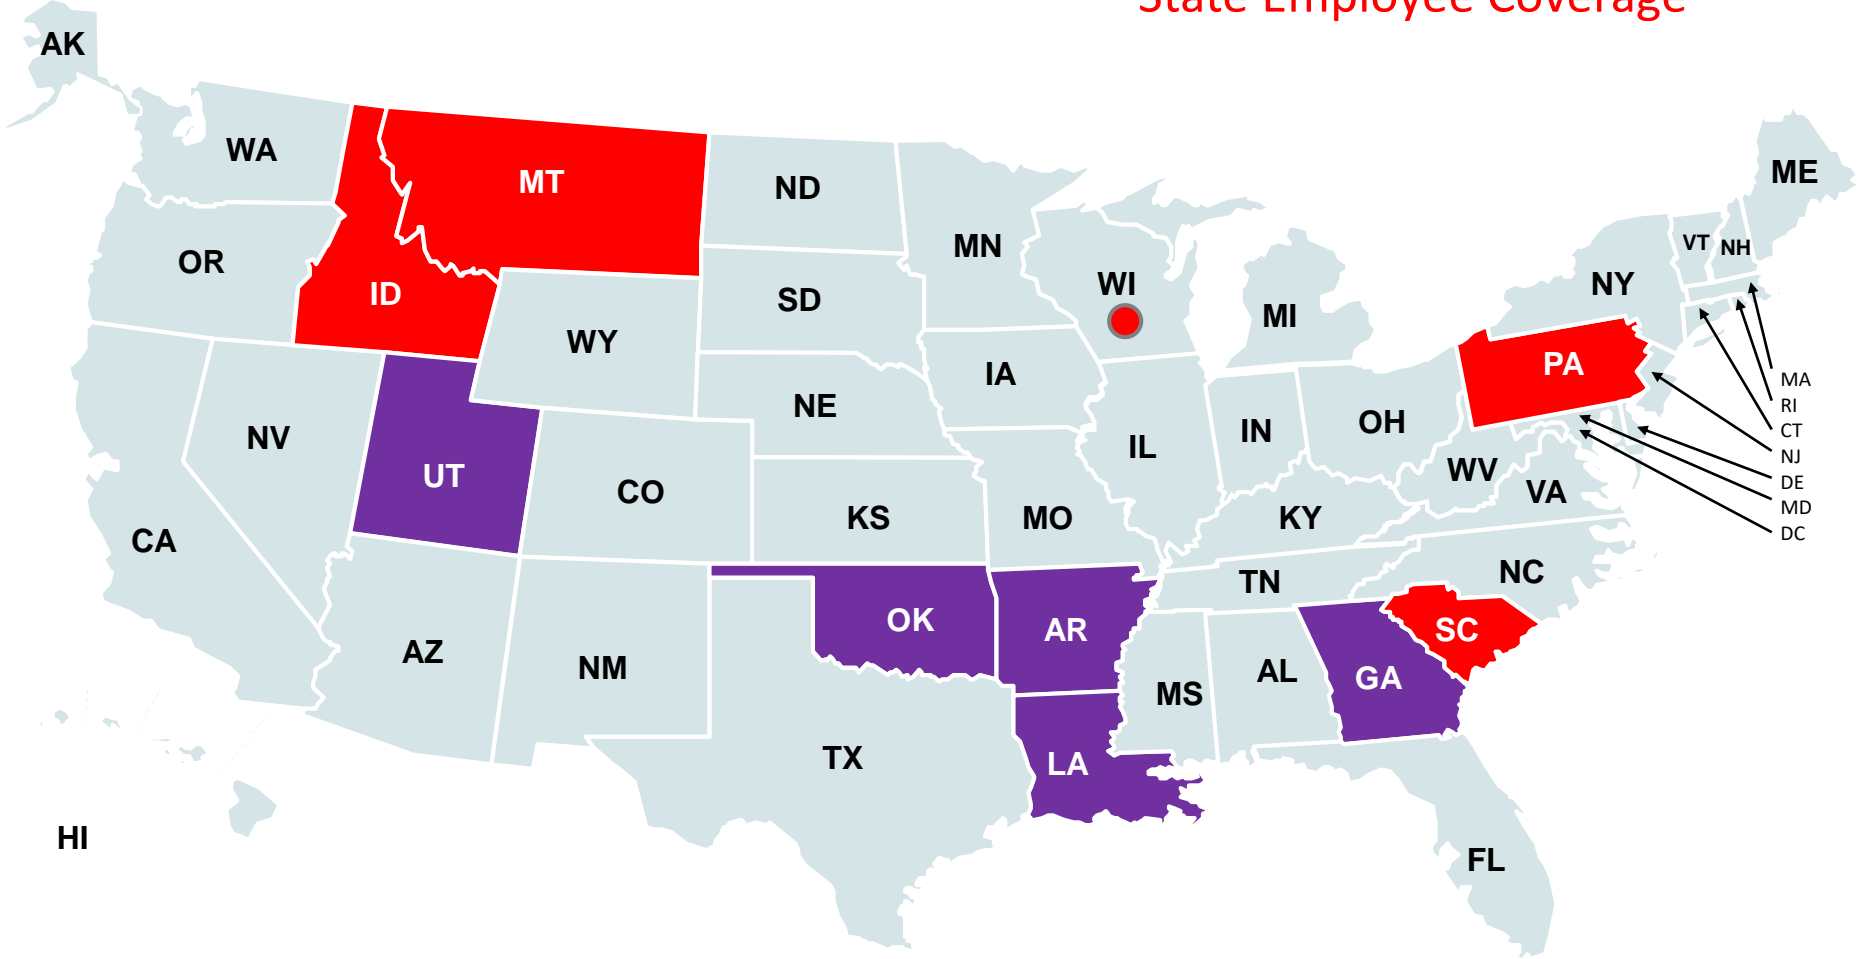 State Employee Coverage
AK
WA
MT
ND
ME
OR
ID
MN
VT
NH
SD
WI
NY
WY
MI
IA
PA
NE
MA
RI
NV
CO
UT
KS
MO
IL
IN
OH
CT
NJ
WV
DE
VA
MD
KY
DC
CA
TN
NC
AZ
NM
OK
AR
SC
MS
AL
GA
TX
LA
HI
FL